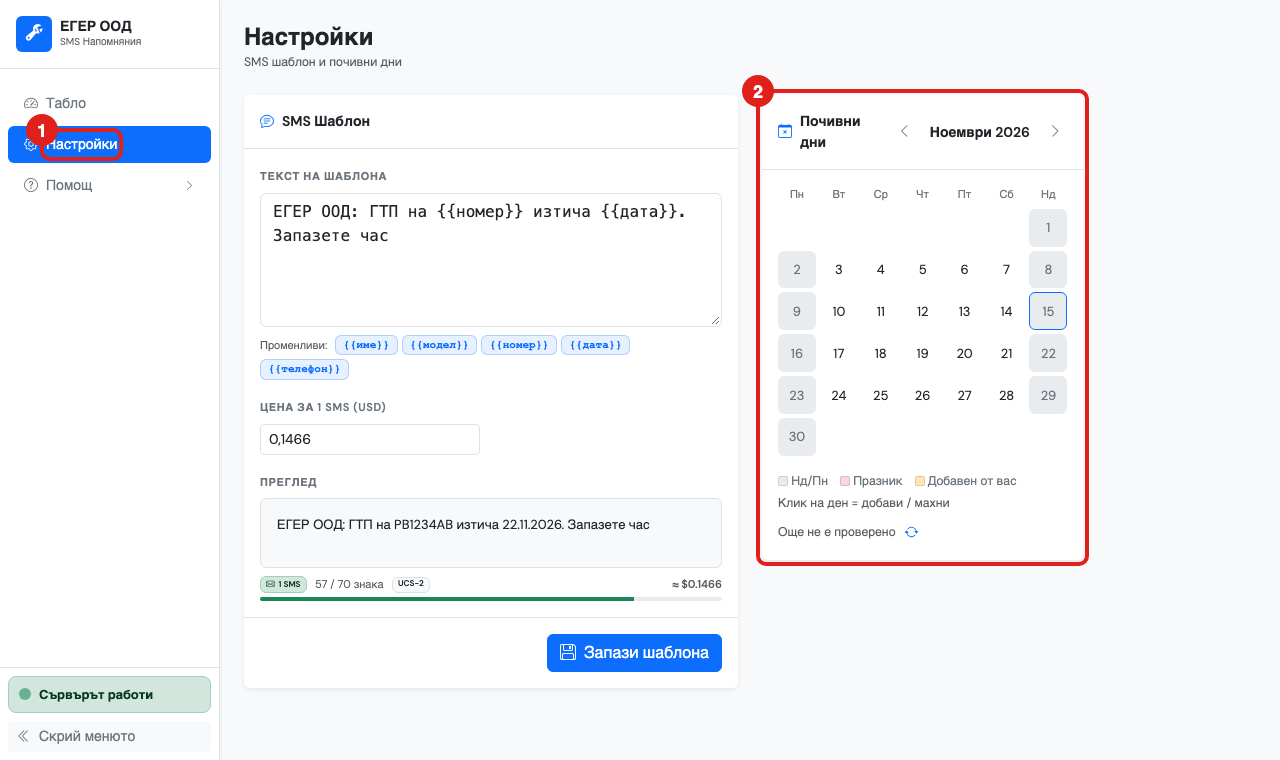 ЕГЕР ООД
SMS Напомняния
Табло
1
Настройки
Помощ
Сървърът работи
Скрий менюто
Настройки
SMS шаблон и почивни дни
SMS Шаблон
ТЕКСТ НА ШАБЛОНА
ЕГЕР ООД: ГТП на {{номер}} изтича {{дата}}.
Запазете час
Променливи: {{име}} {{модел}} {{номер}} {{дата}}
{{телефон}}
ЦЕНА ЗА 1 SMS (USD)
0,1466
ПРЕГЛЕД
ЕГЕР ООД: ГТП на PB1234AB изтича 22.11.2026. Запазете час
1 SMS 57 / 70 знака UCS-2 ≈ $0.1466
Запази шаблона
2
Почивни
дни
Ноември 2026
Пн Вт Ср Чт Пт Сб Нд
1
2 3 4 5 6 7 8
9 10 11 12 13 14 15
16 17 18 19 20 21 22
23 24 25 26 27 28 29
30
Нд/Пн Празник Добавен от вас
Клик на ден = добави / махни
Още не е проверено